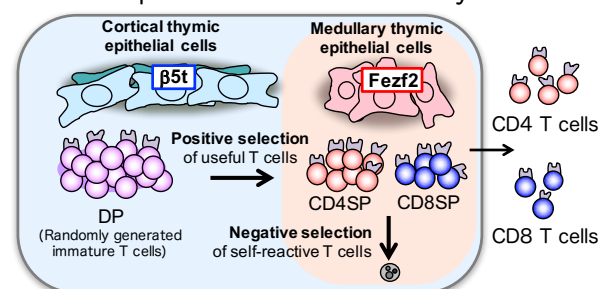 Cortical thymic
epithelial cells
β5t
Medullary thymic
epithelial cells
Fezf2
Positive selection
of useful T cells
DP
(Randomly generated
immature T cells)
CD4SP
CD8SP
Negative selection
of self-reactive T cells
CD4 T cells
CD8 T cells